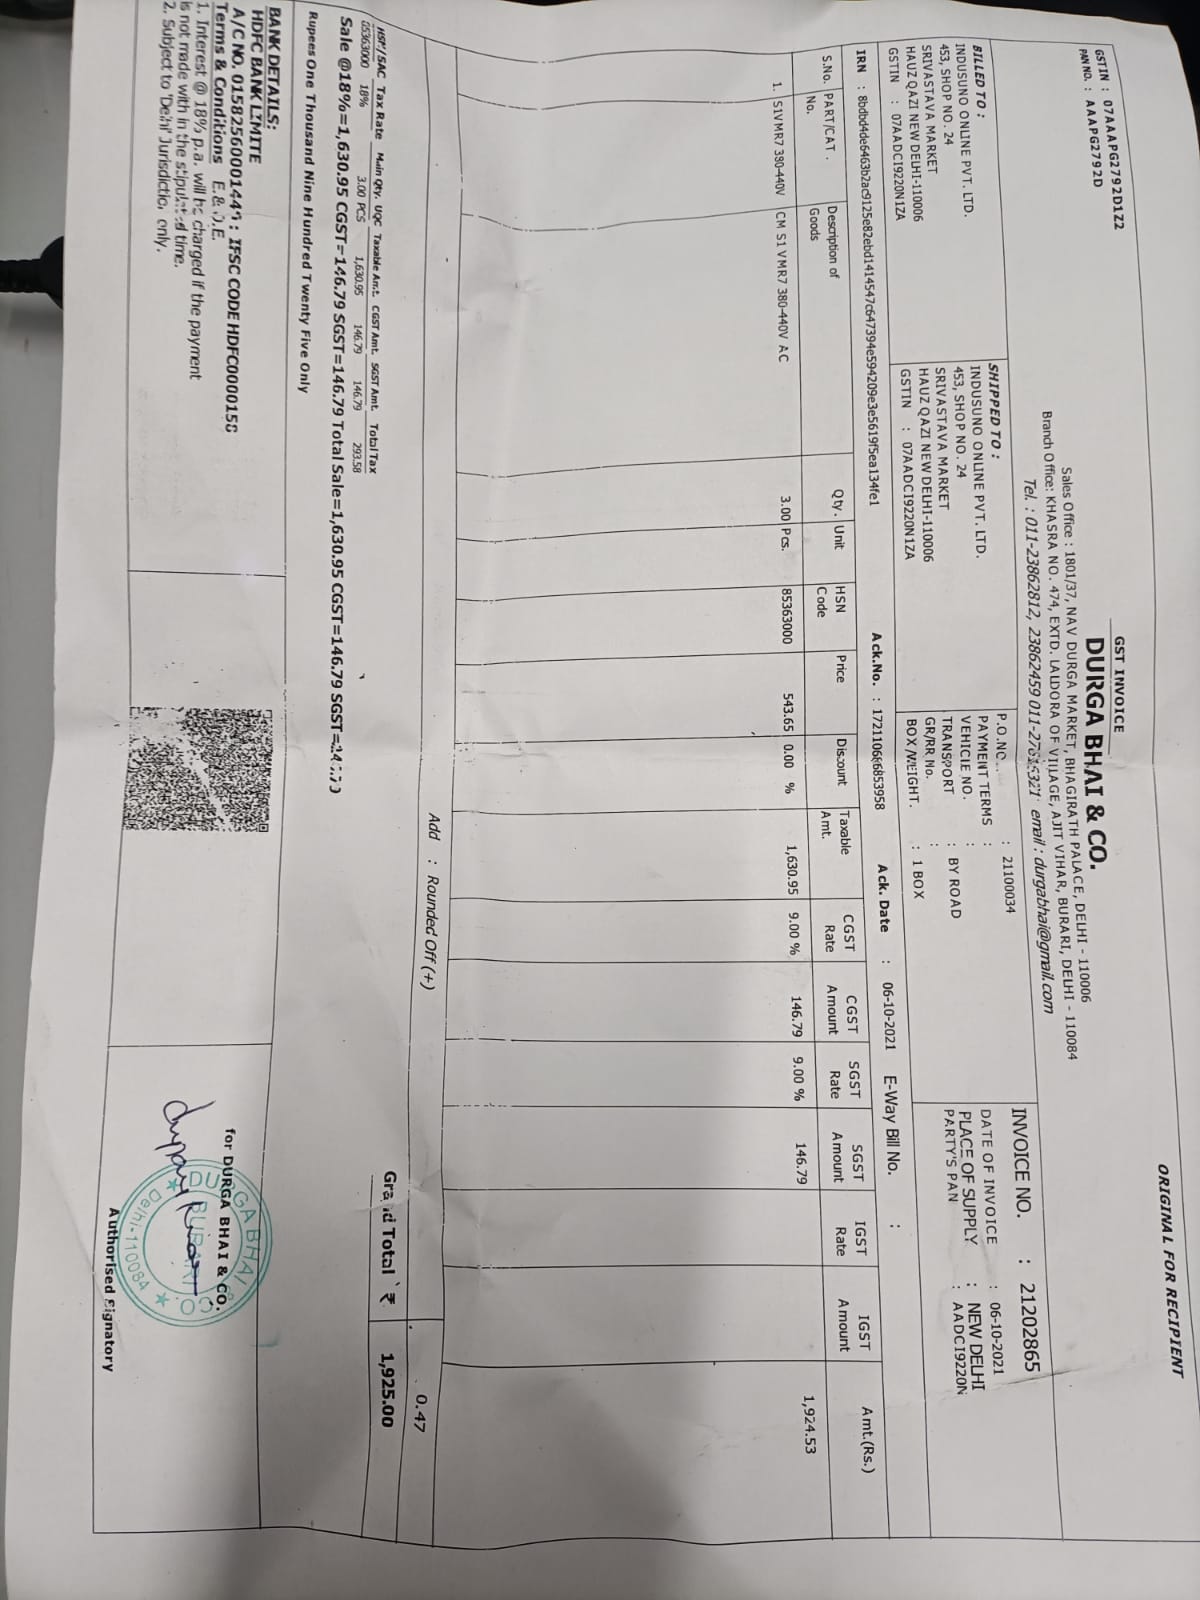 ORIGINAL FOR RECIPIENT
GSTIN : 07AAAPG2792D1Z2
PAN NO. : AAAPG2792D
GST INVOICE
DURGA BHAI & CO.
Sales Office : 1801/37, NAV DURGA MARKET, BHAGIRATH PALACE, DELHI - 110006
Branch Office: KHASRA NO. 474, EXTD. LALDORA OF VILLAGE, AJIT VIHAR, BURARI, DELHI - 110084
Tel. : 011-23862812, 23862459 email : durgabhai@gmail.com
INVOICE NO. : 21202865
DATE OF INVOICE : 06-10-2021
PLACE OF SUPPLY : NEW DELHI
PARTY'S PAN : AADCI9220N
BILLED TO :
INDUSUNO ONLINE PVT. LTD.
453, SHOP NO. 24
SRIVASTAVA MARKET
HAUZ QAZI NEW DELHI-110006
GSTIN : 07AADCI9220N1ZA
SHIPPED TO :
INDUSUNO ONLINE PVT. LTD.
453, SHOP NO. 24
SRIVASTAVA MARKET
HAUZ QAZI NEW DELHI-110006
GSTIN : 07AADCI9220N1ZA
P.O.NO. : 21100034
PAYMENT TERMS :
VEHICLE NO. :
TRANSPORT : BY ROAD
GR/RR No. :
BOX/WEIGHT. : 1 BOX
IRN : 8bdbd4de6463b2ac9125e82ebd1414547c647394e594209e3e5619f5ea134fe1 Ack.No. : 172110666853958 Ack. Date : 06-10-2021 E-Way Bill No. :
S.No. PART/CAT. No. Description of Goods Qty. Unit HSN Code Price Discount Taxable Amt. CGST Rate CGST Amount SGST Rate SGST Amount IGST Rate IGST Amount Amt.(Rs.)
1. S1VMR7 380-440V CM S1 VMR7 380-440V AC 3.00 Pcs. 85363000 543.65 0.00 % 1,630.95 9.00 % 146.79 9.00 % 146.79 1,924.53
Add : Rounded Off (+) 0.47
Grand Total ₹ 1,925.00
HSN/SAC Tax Rate Main Qty. UQC Taxable Amt. CGST Amt. SGST Amt. Total Tax
85363000 18% 3.00 PCS 1,630.95 146.79 146.79 293.58
Sale @18%=1,630.95 CGST=146.79 SGST=146.79 Total Sale=1,630.95 CGST=146.79
Rupees One Thousand Nine Hundred Twenty Five Only
BANK DETAILS:
HDFC BANK LIMITE
A/C NO. : IFSC CODE HDFC0000158
Terms & Conditions E.& O.E.
1. Interest @ 18% p.a. will be charged if the payment
is not made with in the stipulated time.
2. Subject to 'Delhi' Jurisdiction only.
for DURGA BHAI & CO.
DURGA BHAI & CO.
BURARI
Delhi-110084
Authorised Signatory